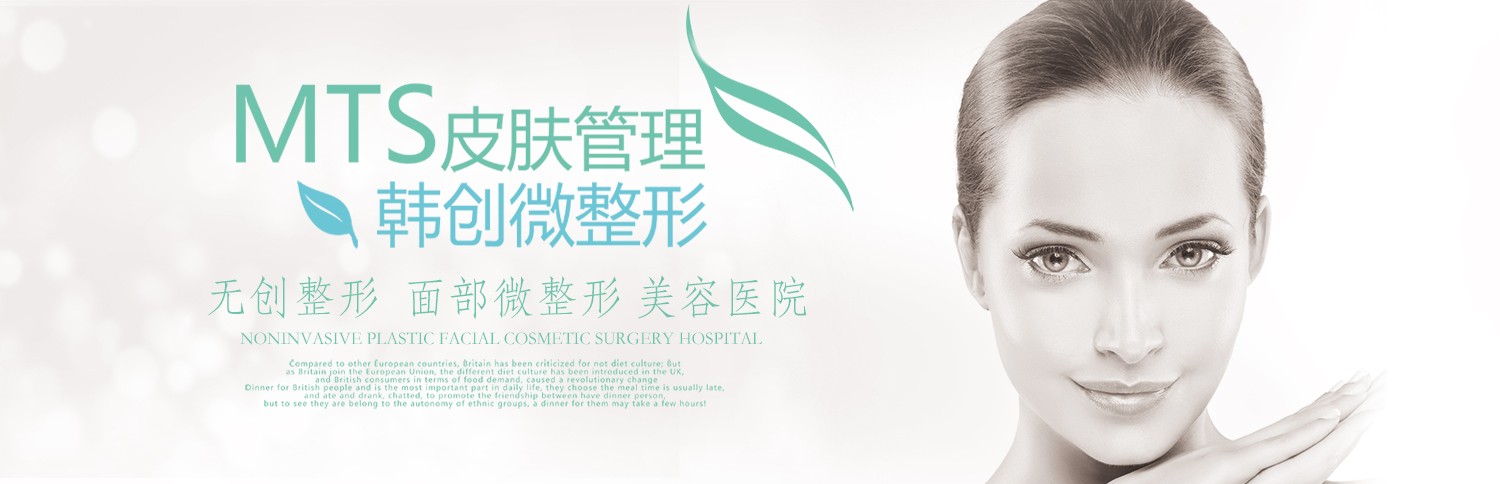 MTS皮肤管理
韩创微整形
无创整形 面部微整形 美容医院
NONINVASIVE PLASTIC FACIAL COSMETIC SURGERY HOSPITAL
Compared to other European countries, Britain has been criticized for not diet culture; But
as Britain join the European Union, the different diet culture has been introduced in the UK,
and British consumers in terms of food demand, caused a revolutionary change
Dinner for British people and is the most important part in daily life, they choose the meal time is usually late,
and ate and drank, chatted, to promote the friendship between have dinner person,
but to see they are belong to the autonomy of ethnic groups, a dinner for them may take a few hours!